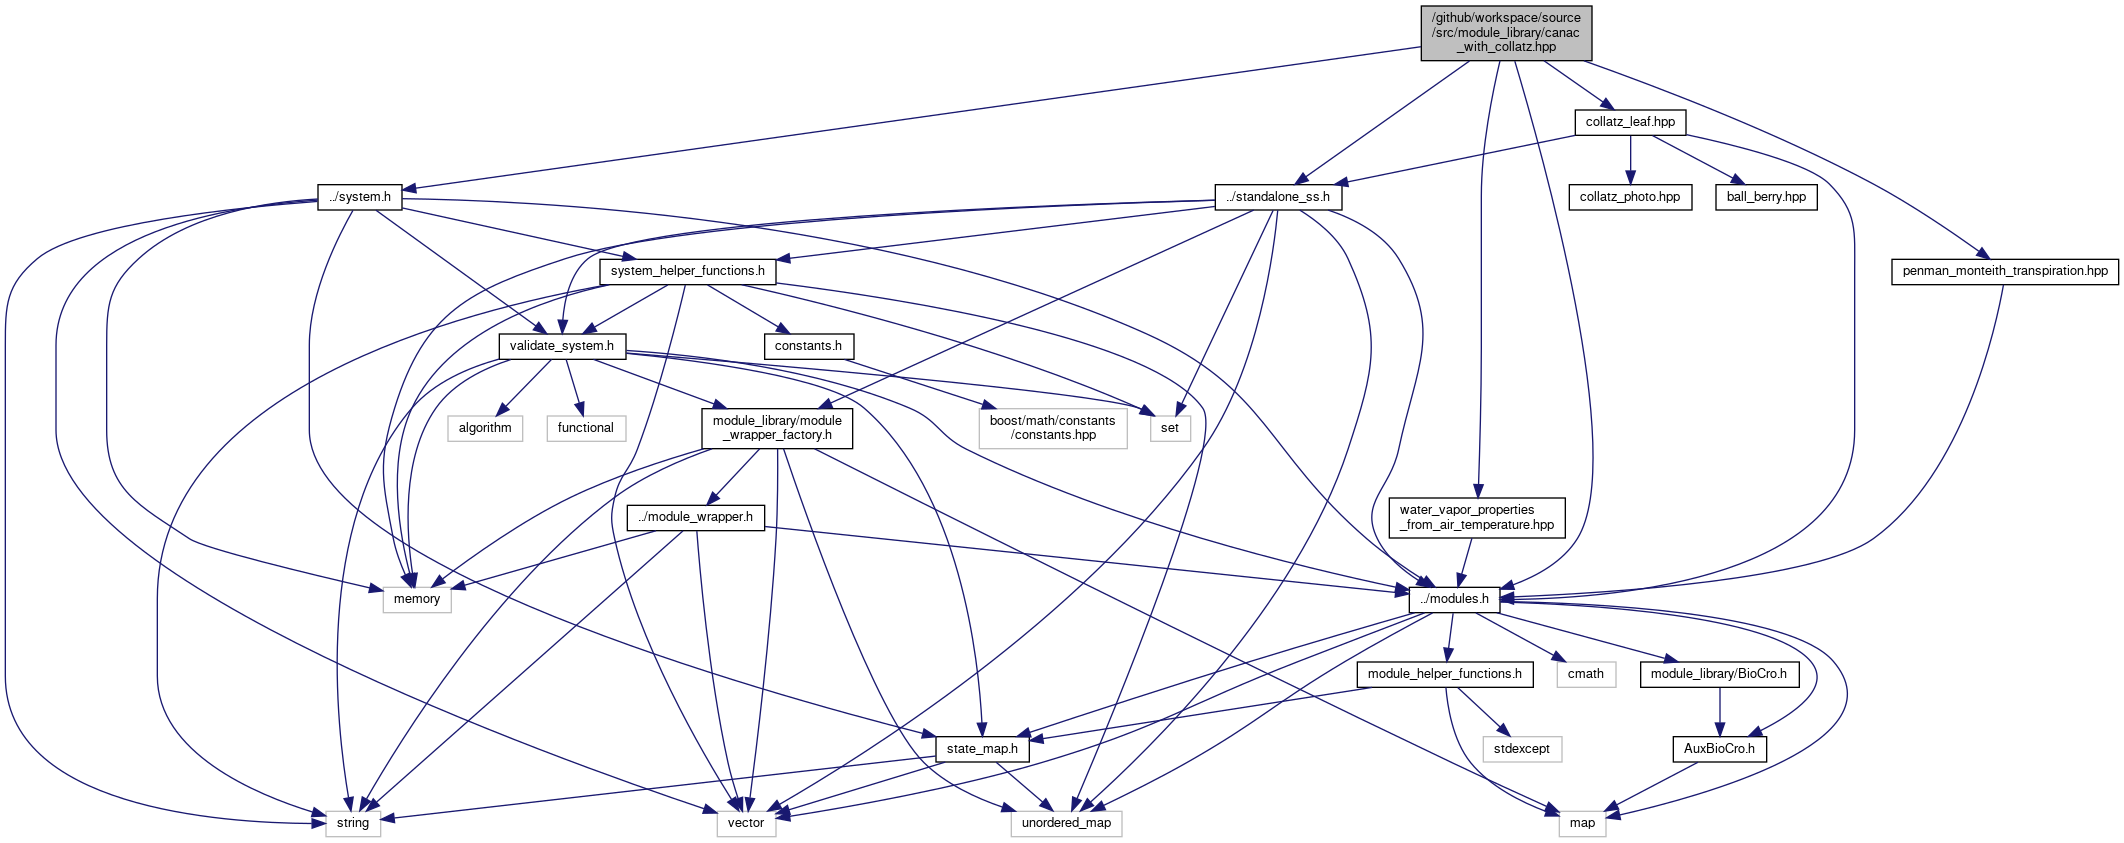 /github/workspace/source
/src/module_library/canac
_with_collatz.hpp
collatz_leaf.hpp
../system.h
../standalone_ss.h
collatz_photo.hpp
ball_berry.hpp
system_helper_functions.h
penman_monteith_transpiration.hpp
validate_system.h
constants.h
algorithm
functional
module_library/module
_wrapper_factory.h
boost/math/constants
/constants.hpp
set
../module_wrapper.h
water_vapor_properties
_from_air_temperature.hpp
memory
../modules.h
module_helper_functions.h
cmath
module_library/BioCro.h
state_map.h
stdexcept
AuxBioCro.h
string
vector
unordered_map
map